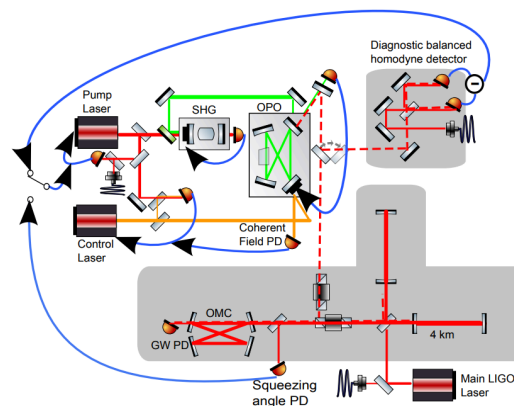 Diagnostic balanced
homodyne detector
Pump
Laser
SHG
OPO
Control
Laser
Coherent
Field PD
OMC
GW PD
4 km
Squeezing
angle PD
Main LIGO
Laser